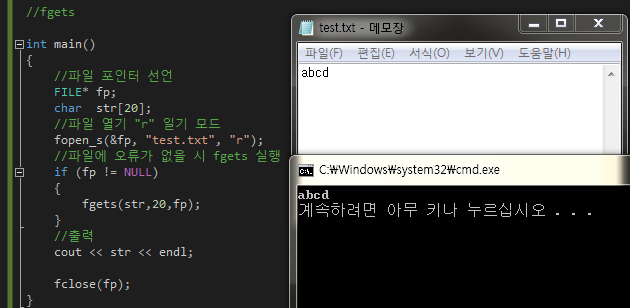 //fgets
int main()
{
//파일 포인터 선언
FILE* fp;
char str[20];
//파일 열기 "r" 일기 모드
fopen_s(&fp, "test.txt", "r");
//파일에 오류가 없을 시 fgets 실행
if (fp != NULL)
{
fgets(str,20,fp);
}
//출력
cout << str << endl;
fclose(fp);
}
test.txt - 메모장
파일(F) 편집(E) 서식(O) 보기(V) 도움말(H)
abcd
C:₩Windows₩system32₩cmd.exe
abcd
계속하려면 아무 키나 누르십시오 . . .